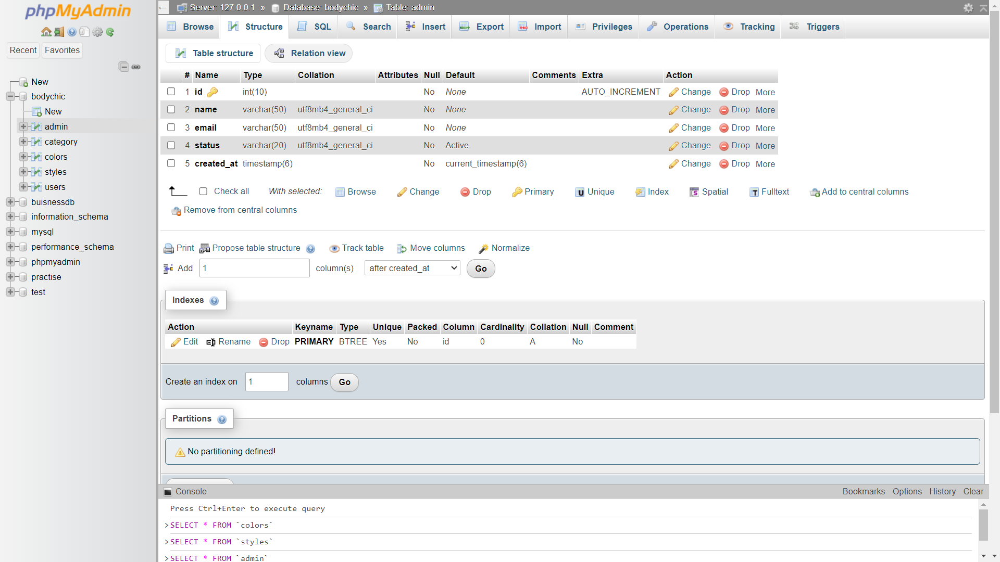 phpMyAdmin
Recent Favorites
New
bodychic
New
admin
category
colors
styles
users
buisnessdb
information_schema
mysql
performance_schema
phpmyadmin
practise
test
Server: 127.0.0.1 » Database: bodychic » Table: admin
Browse Structure SQL Search Insert Export Import Privileges Operations Tracking Triggers
Table structure Relation view
# Name Type Collation Attributes Null Default Comments Extra Action
1 id int(10) No None AUTO_INCREMENT Change Drop More
2 name varchar(50) utf8mb4_general_ci No None Change Drop More
3 email varchar(50) utf8mb4_general_ci No None Change Drop More
4 status varchar(20) utf8mb4_general_ci No Active Change Drop More
5 created_at timestamp(6) No current_timestamp(6) Change Drop More
Check all With selected: Browse Change Drop Primary Unique Index Spatial Fulltext Add to central columns
Remove from central columns
Print Propose table structure Track table Move columns Normalize
Add 1 column(s) after created_at Go
Indexes
Action Keyname Type Unique Packed Column Cardinality Collation Null Comment
Edit Rename Drop PRIMARY BTREE Yes No id 0 A No
Create an index on 1 columns Go
Partitions
No partitioning defined!
Console Bookmarks Options History Clear
Press Ctrl+Enter to execute query
>SELECT * FROM `colors`
>SELECT * FROM `styles`
>SELECT * FROM `admin`